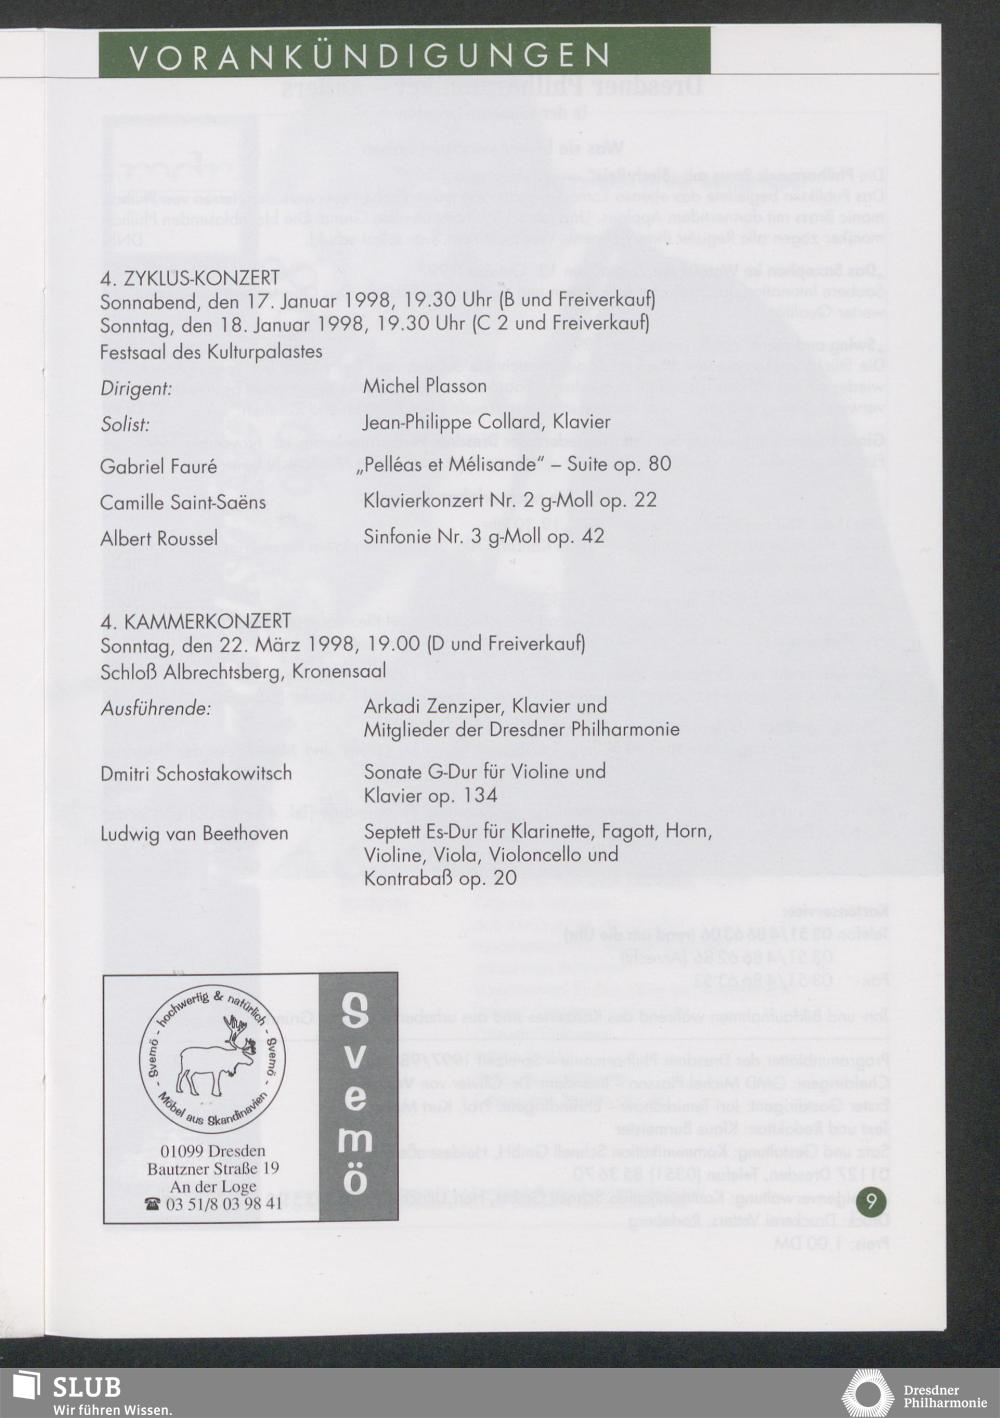 VORANKÜNDIGUNGEN
4. ZYKLUS-KONZERT
Sonnabend, den 17. Januar 1998, 19.30 Uhr (B und Freiverkauf)
Sonntag, den 18. Januar 1998, 19.30 Uhr (C 2 und Freiverkauf)
Festsaal des Kulturpalastes
Dirigent: Michel Plasson
Solist: Jean-Philippe Collard, Klavier
Gabriel Fauré „Pelléas et Mélisande“ – Suite op. 80
Camille Saint-Saëns Klavierkonzert Nr. 2 g-Moll op. 22
Albert Roussel Sinfonie Nr. 3 g-Moll op. 42
4. KAMMERKONZERT
Sonntag, den 22. März 1998, 19.00 (D und Freiverkauf)
Schloß Albrechtsberg, Kronensaal
Ausführende: Arkadi Zenziper, Klavier und
Mitglieder der Dresdner Philharmonie
Dmitri Schostakowitsch Sonate G-Dur für Violine und
Klavier op. 134
Ludwig van Beethoven Septett Es-Dur für Klarinette, Fagott, Horn,
Violine, Viola, Violoncello und
Kontrabaß op. 20
- Svemö - hochwertig & natürlich - Svemö -
Möbel aus Skandinavien
01099 Dresden
Bautzner Straße 19
An der Loge
☎ 03 51/8 03 98 41
Svemö
9
SLUB
Wir führen Wissen.
Dresdner
Philharmonie